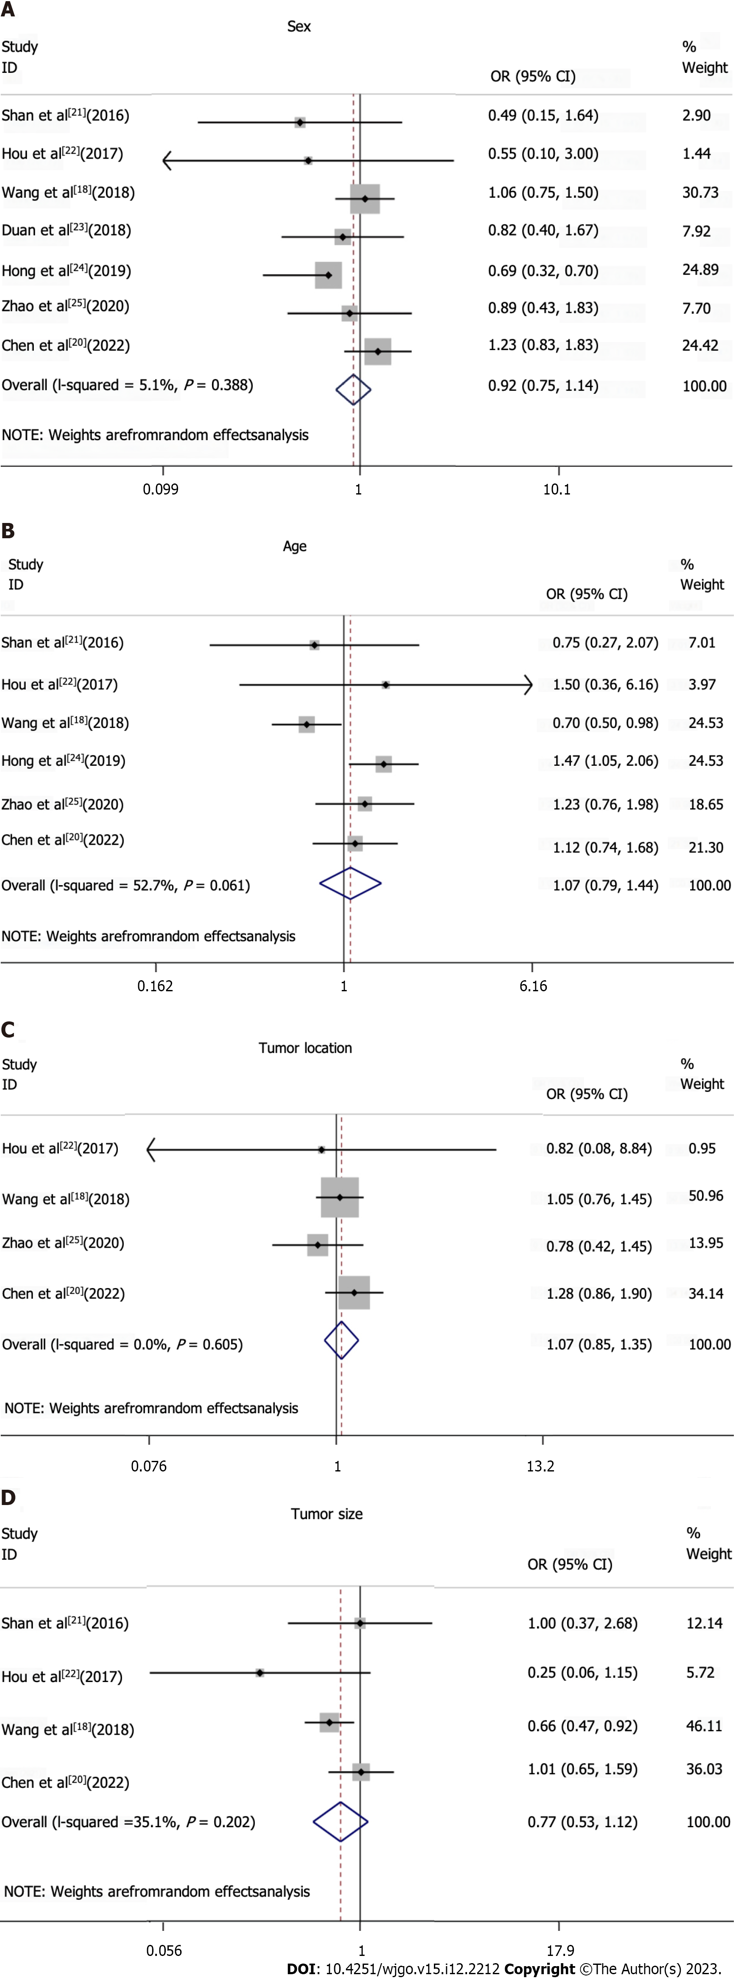 A
Sex
Study
ID
OR (95% CI)
%
Weight
Shan et al[21](2016) 0.49 (0.15, 1.64) 2.90
Hou et al[22](2017) 0.55 (0.10, 3.00) 1.44
Wang et al[18](2018) 1.06 (0.75, 1.50) 30.73
Duan et al[23](2018) 0.82 (0.40, 1.67) 7.92
Hong et al[24](2019) 0.69 (0.32, 0.70) 24.89
Zhao et al[25](2020) 0.89 (0.43, 1.83) 7.70
Chen et al[20](2022) 1.23 (0.83, 1.83) 24.42
Overall (I-squared = 5.1%, P = 0.388) 0.92 (0.75, 1.14) 100.00
NOTE: Weights arefromrandom effectsanalysis
0.099 1 10.1
B
Age
Study
ID
OR (95% CI)
%
Weight
Shan et al[21](2016) 0.75 (0.27, 2.07) 7.01
Hou et al[22](2017) 1.50 (0.36, 6.16) 3.97
Wang et al[18](2018) 0.70 (0.50, 0.98) 24.53
Hong et al[24](2019) 1.47 (1.05, 2.06) 24.53
Zhao et al[25](2020) 1.23 (0.76, 1.98) 18.65
Chen et al[20](2022) 1.12 (0.74, 1.68) 21.30
Overall (I-squared = 52.7%, P = 0.061) 1.07 (0.79, 1.44) 100.00
NOTE: Weights arefromrandom effectsanalysis
0.162 1 6.16
C
Tumor location
Study
ID
OR (95% CI)
%
Weight
Hou et al[22](2017) 0.82 (0.08, 8.84) 0.95
Wang et al[18](2018) 1.05 (0.76, 1.45) 50.96
Zhao et al[25](2020) 0.78 (0.42, 1.45) 13.95
Chen et al[20](2022) 1.28 (0.86, 1.90) 34.14
Overall (I-squared = 0.0%, P = 0.605) 1.07 (0.85, 1.35) 100.00
NOTE: Weights arefromrandom effectsanalysis
0.076 1 13.2
D
Tumor size
Study
ID
OR (95% CI)
%
Weight
Shan et al[21](2016) 1.00 (0.37, 2.68) 12.14
Hou et al[22](2017) 0.25 (0.06, 1.15) 5.72
Wang et al[18](2018) 0.66 (0.47, 0.92) 46.11
Chen et al[20](2022) 1.01 (0.65, 1.59) 36.03
Overall (I-squared =35.1%, P = 0.202) 0.77 (0.53, 1.12) 100.00
NOTE: Weights arefromrandom effectsanalysis
0.056 1 17.9
DOI: 10.4251/wjgo.v15.i12.2212 Copyright ©The Author(s) 2023.